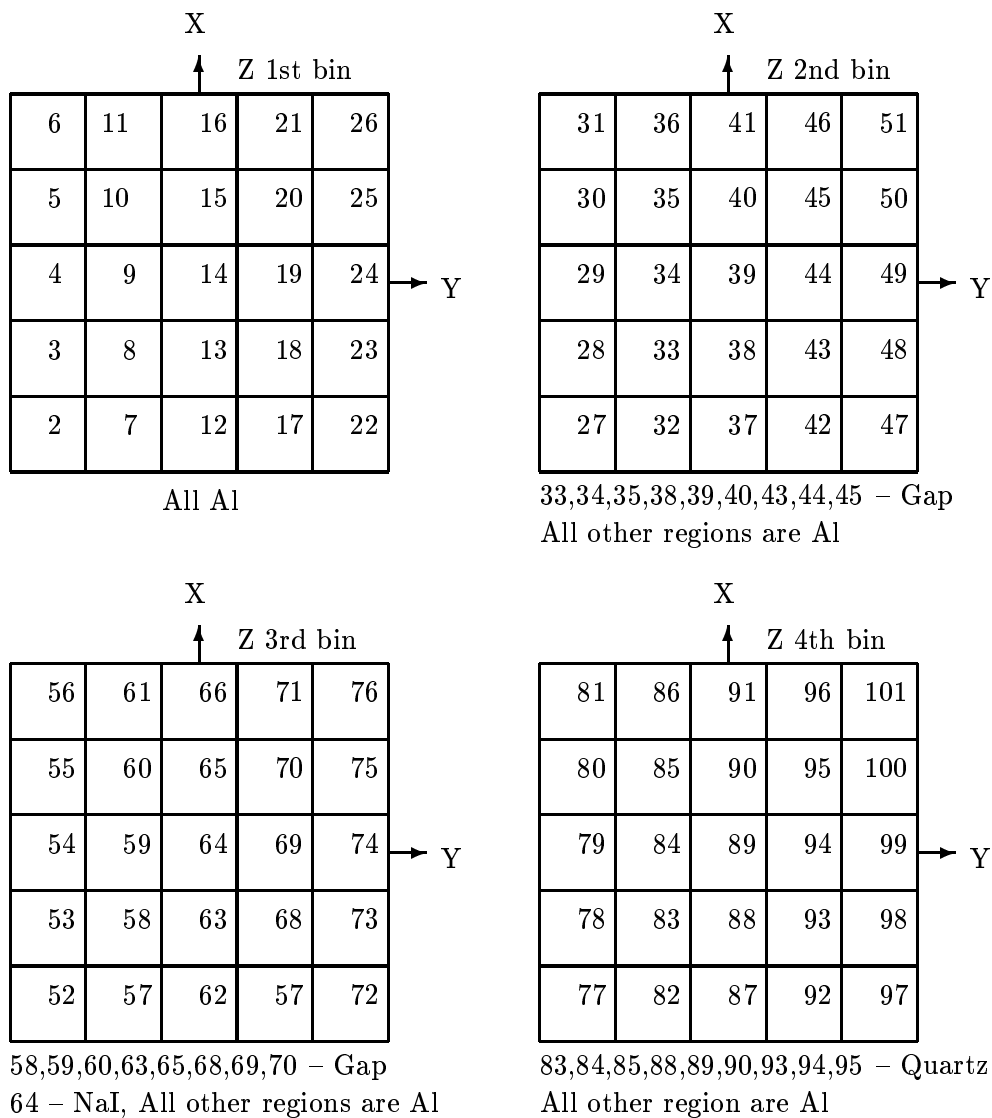 X
Z 1st bin
6 11 16 21 26
5 10 15 20 25
4 9 14 19 24
Y
3 8 13 18 23
2 7 12 17 22
All Al
X
Z 2nd bin
31 36 41 46 51
30 35 40 45 50
29 34 39 44 49
Y
28 33 38 43 48
27 32 37 42 47
33,34,35,38,39,40,43,44,45 – Gap
All other regions are Al
X
Z 3rd bin
56 61 66 71 76
55 60 65 70 75
54 59 64 69 74
Y
53 58 63 68 73
52 57 62 57 72
58,59,60,63,65,68,69,70 – Gap
64 – NaI, All other regions are Al
X
Z 4th bin
81 86 91 96 101
80 85 90 95 100
79 84 89 94 99
Y
78 83 88 93 98
77 82 87 92 97
83,84,85,88,89,90,93,94,95 – Quartz
All other region are Al